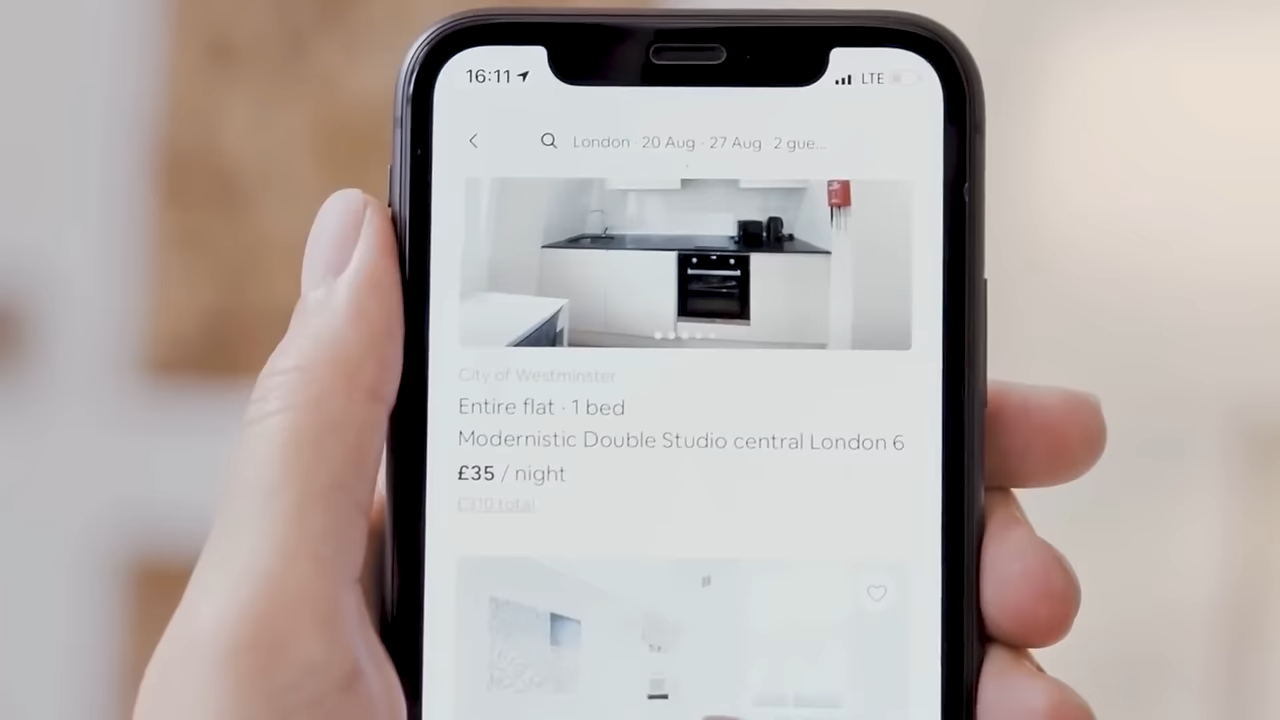 16:11
LTE
London · 20 Aug - 27 Aug · 2 gue...
City of Westminster
Entire flat · 1 bed
Modernistic Double Studio central London 6
£35 / night
total